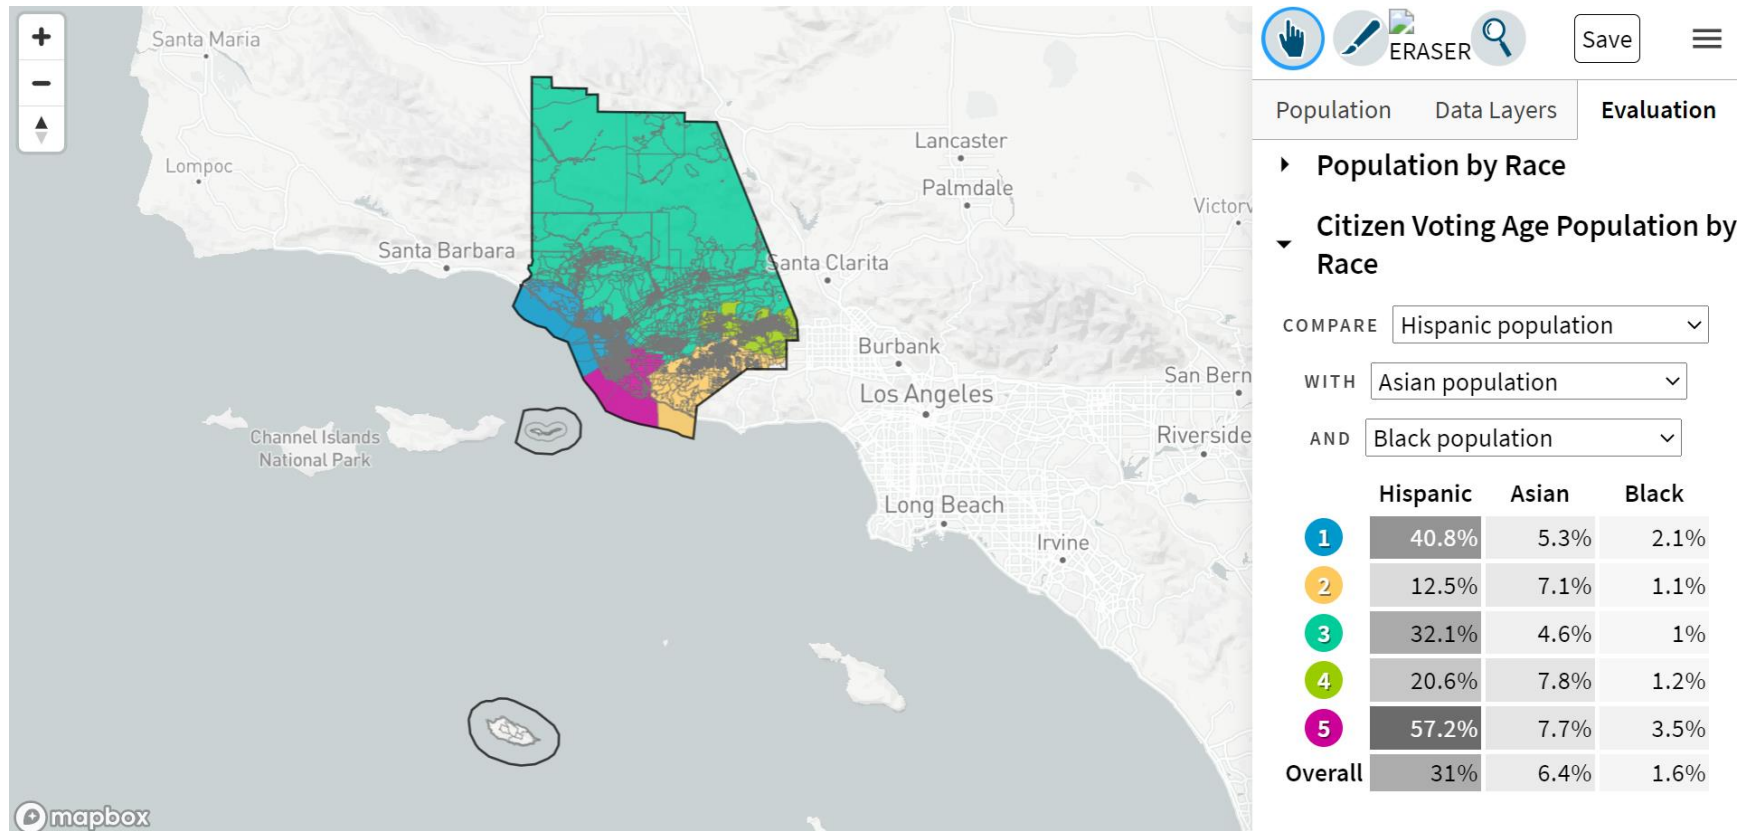 Santa Maria
Lompoc
Santa Barbara
Lancaster
Palmdale
Victorv
Santa Clarita
Burbank
Los Angeles
San Bern
Riverside
Channel Islands
National Park
Long Beach
Irvine
mapbox
ERASER
Save
Population Data Layers Evaluation
Population by Race
Citizen Voting Age Population by
Race
COMPARE Hispanic population
WITH Asian population
AND Black population
Hispanic Asian Black
1 40.8% 5.3% 2.1%
2 12.5% 7.1% 1.1%
3 32.1% 4.6% 1%
4 20.6% 7.8% 1.2%
5 57.2% 7.7% 3.5%
Overall 31% 6.4% 1.6%